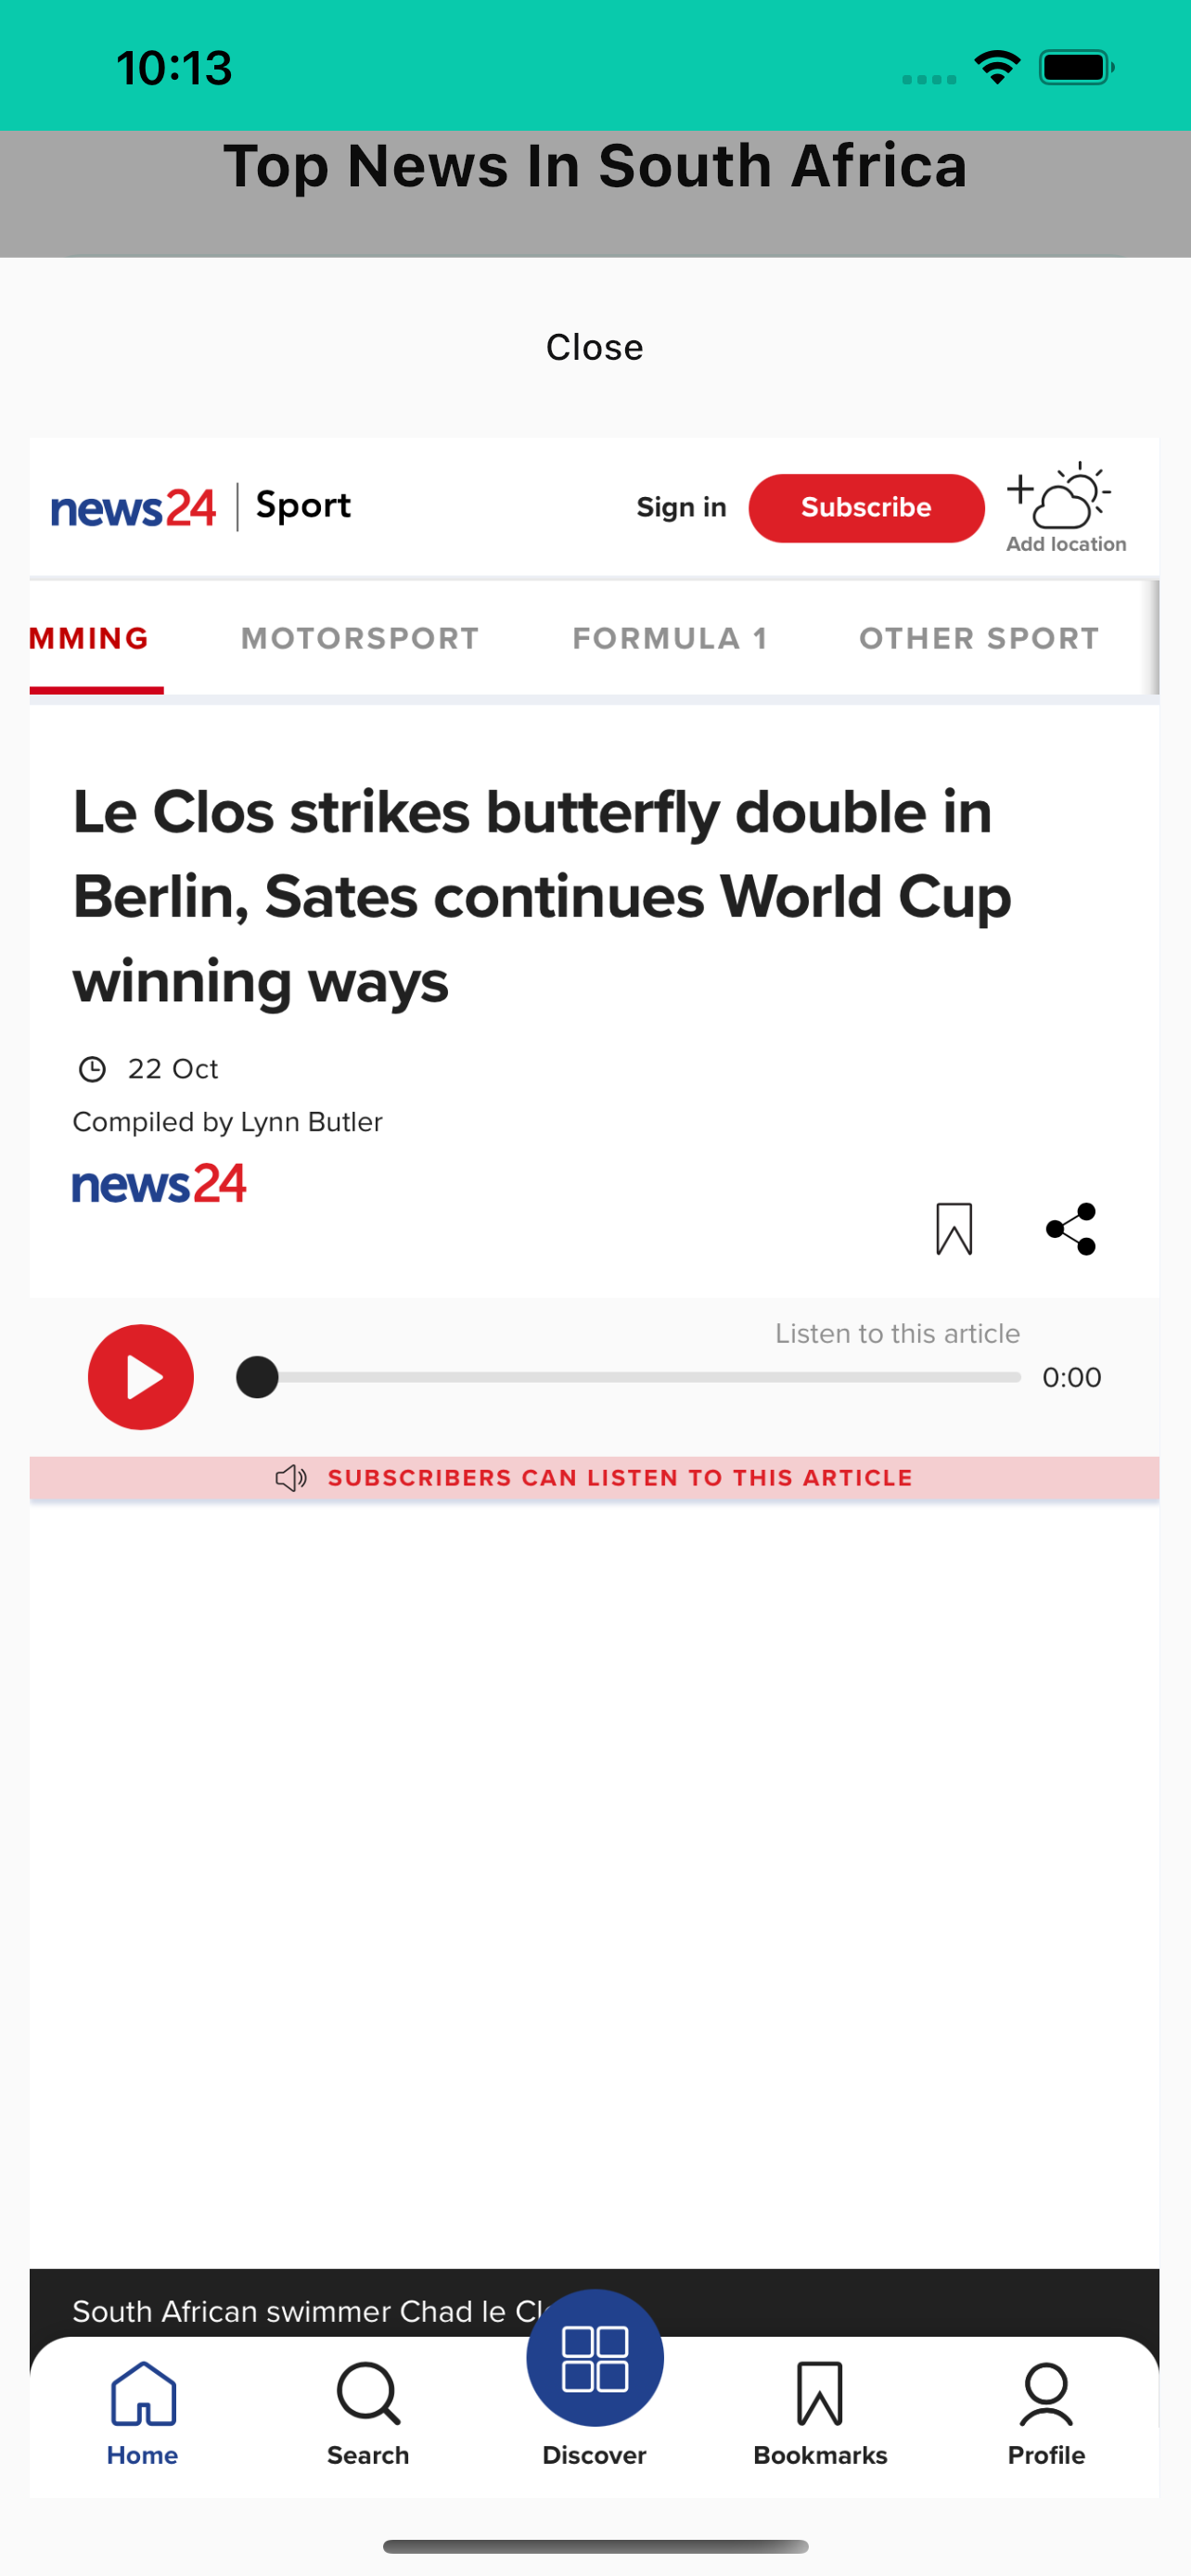 10:13
Top News In South Africa
Close
news24 | Sport
Sign in
Subscribe
Add location
MMING
MOTORSPORT
FORMULA 1
OTHER SPORT
Le Clos strikes butterfly double in
Berlin, Sates continues World Cup
winning ways
22 Oct
Compiled by Lynn Butler
news24
Listen to this article
0:00
SUBSCRIBERS CAN LISTEN TO THIS ARTICLE
South African swimmer Chad le Cl
Home
Search
Discover
Bookmarks
Profile